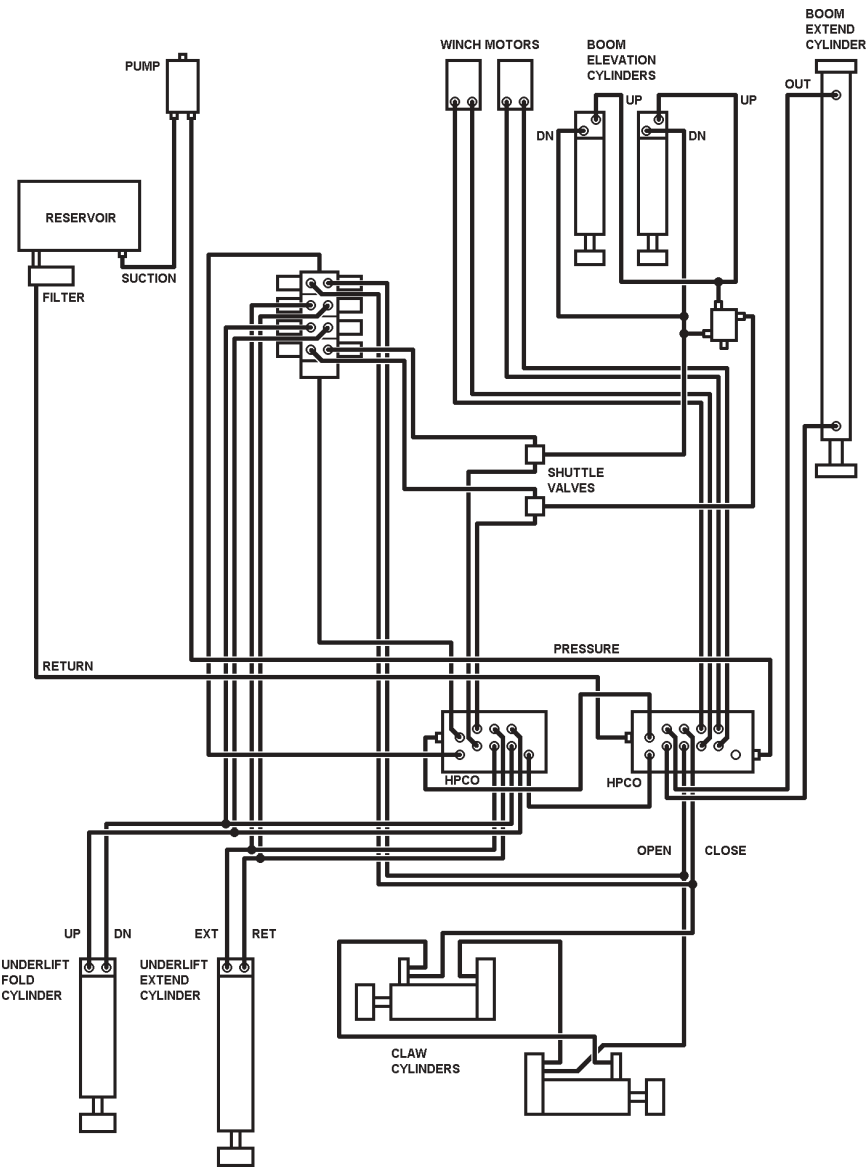 BOOM
EXTEND
CYLINDER
WINCH MOTORS
BOOM
ELEVATION
CYLINDERS
PUMP
OUT
UP
UP
DN
DN
RESERVOIR
SUCTION
FILTER
SHUTTLE
VALVES
PRESSURE
RETURN
HPCO
HPCO
OPEN
CLOSE
UP
DN
EXT
RET
UNDERLIFT
FOLD
CYLINDER
UNDERLIFT
EXTEND
CYLINDER
CLAW
CYLINDERS